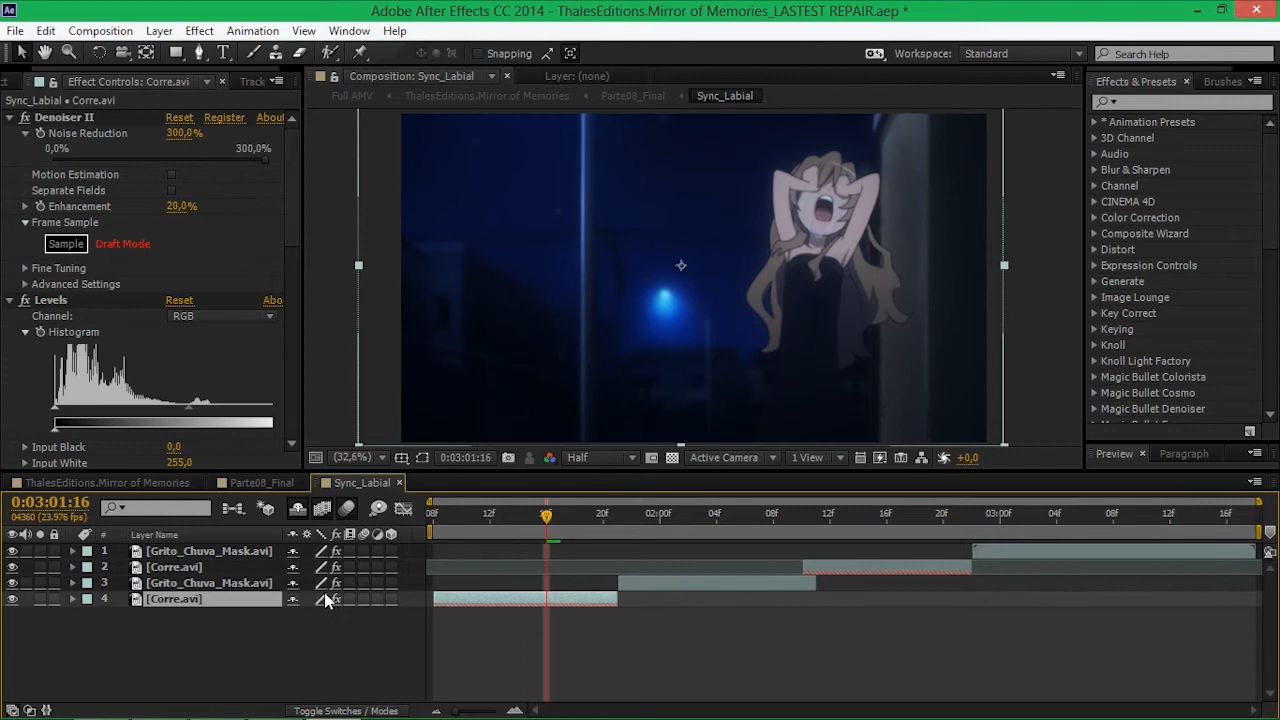 Ae Adobe After Effects CC 2014 - ThalesEditions.Mirror of Memories_LASTEST REPAIR.aep *
File Edit Composition Layer Effect Animation View Window Help
Snapping Workspace: Standard Search Help
Effect Controls: Corre.avi Track
Composition: Sync_Labial Layer: (none)
Effects & Presets Brushes
Sync_Labial • Corre.avi
Full AMV ThalesEditions.Mirror of Memories Parte08_Final Sync_Labial
fx Denoiser II Reset Register About
Noise Reduction 300,0%
0,0% 300,0%
Motion Estimation
Separate Fields
Enhancement 20,0%
Frame Sample
Sample Draft Mode
Fine Tuning
Advanced Settings
fx Levels Reset Abo
Channel: RGB
Histogram
Input Black 0,0
Input White 255,0
* Animation Presets
3D Channel
Audio
Blur & Sharpen
Channel
CINEMA 4D
Color Correction
Composite Wizard
Distort
Expression Controls
Generate
Image Lounge
Key Correct
Keying
Knoll
Knoll Light Factory
Magic Bullet Colorista
Magic Bullet Cosmo
Magic Bullet Denoiser
(32,6%) 0:03:01:16 Half Active Camera 1 View +0,0
Preview Paragraph
ThalesEditions.Mirror of Memories Parte08_Final Sync_Labial
0:03:01:16
04360 (23.976 fps)
08F 12F 20F 02:00F 04F 08F 12F 16F 20F 03:00F 04F 08F 12F 16F
# Layer Name fx
1 [Grito_Chuva_Mask.avi] fx
2 [Corre.avi] fx
3 [Grito_Chuva_Mask.avi] fx
4 [Corre.avi] fx
Toggle Switches / Modes